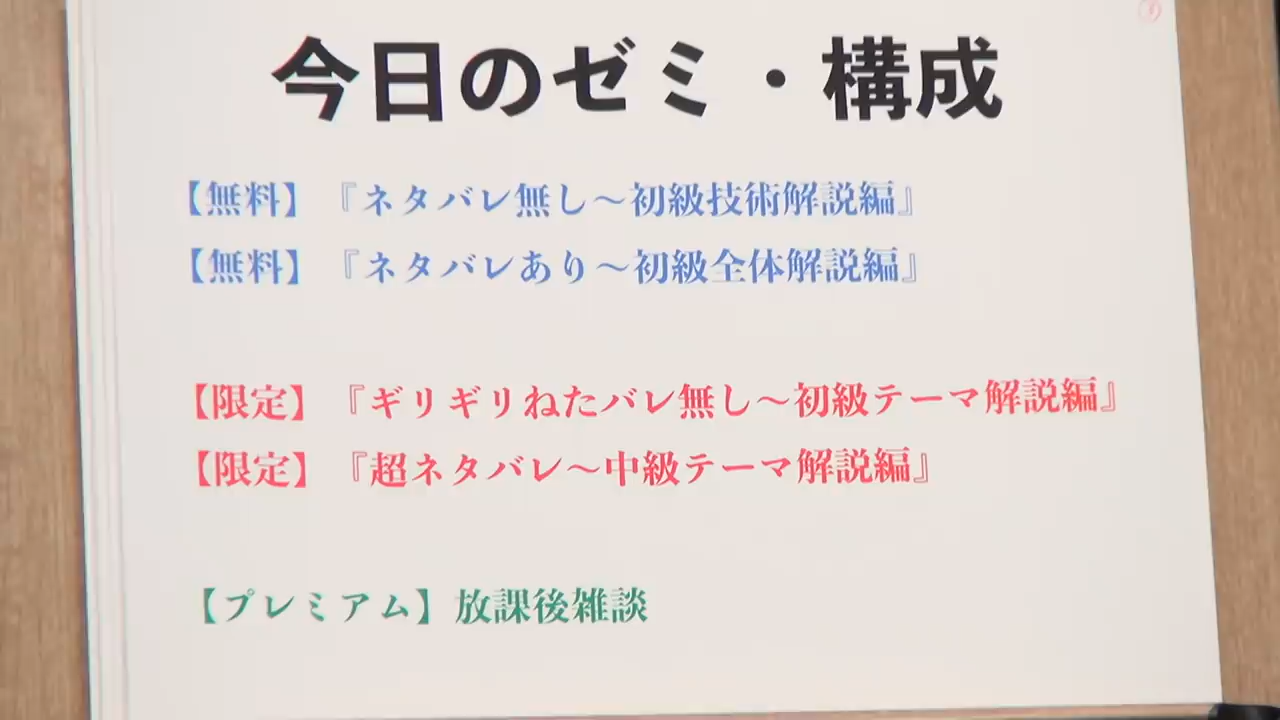 今日のゼミ・構成
【無料】『ネタバレ無し～初級技術解説編』
【無料】『ネタバレあり～初級全体解説編』
【限定】『ギリギリねたバレ無し～初級テーマ解説編』
【限定】『超ネタバレ～中級テーマ解説編』
【プレミアム】放課後雑談